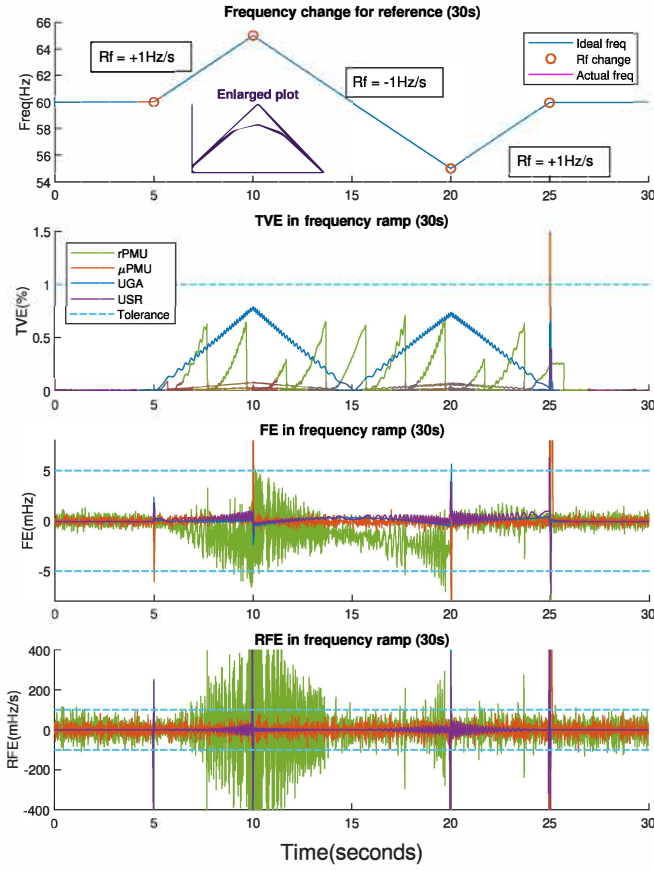 Frequency change for reference (30s)
66
64
62
60
58
56
54
Freq(Hz)
Rf = +1Hz/s
Rf = -1Hz/s
Rf = +1Hz/s
Enlarged plot
Ideal freq
Rf change
Actual freq
0 5 10 15 20 25 30
TVE in frequency ramp (30s)
1.5
1
0.5
0
TVE(%)
rPMU
μPMU
UGA
USR
Tolerance
0 5 10 15 20 25 30
FE in frequency ramp (30s)
5
0
-5
FE(mHz)
0 5 10 15 20 25 30
RFE in frequency ramp (30s)
400
200
0
-200
-400
RFE(mHz/s)
0 5 10 15 20 25 30
Time(seconds)